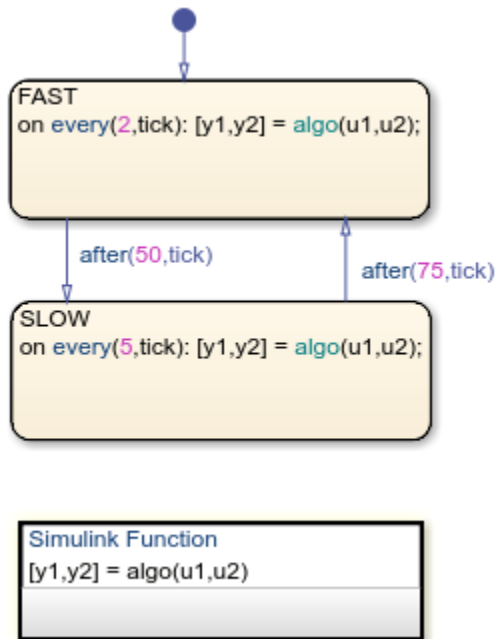 FAST
on every(2,tick): [y1,y2] = algo(u1,u2);
after(50,tick)
after(75,tick)
SLOW
on every(5,tick): [y1,y2] = algo(u1,u2);
Simulink Function
[y1,y2] = algo(u1,u2)